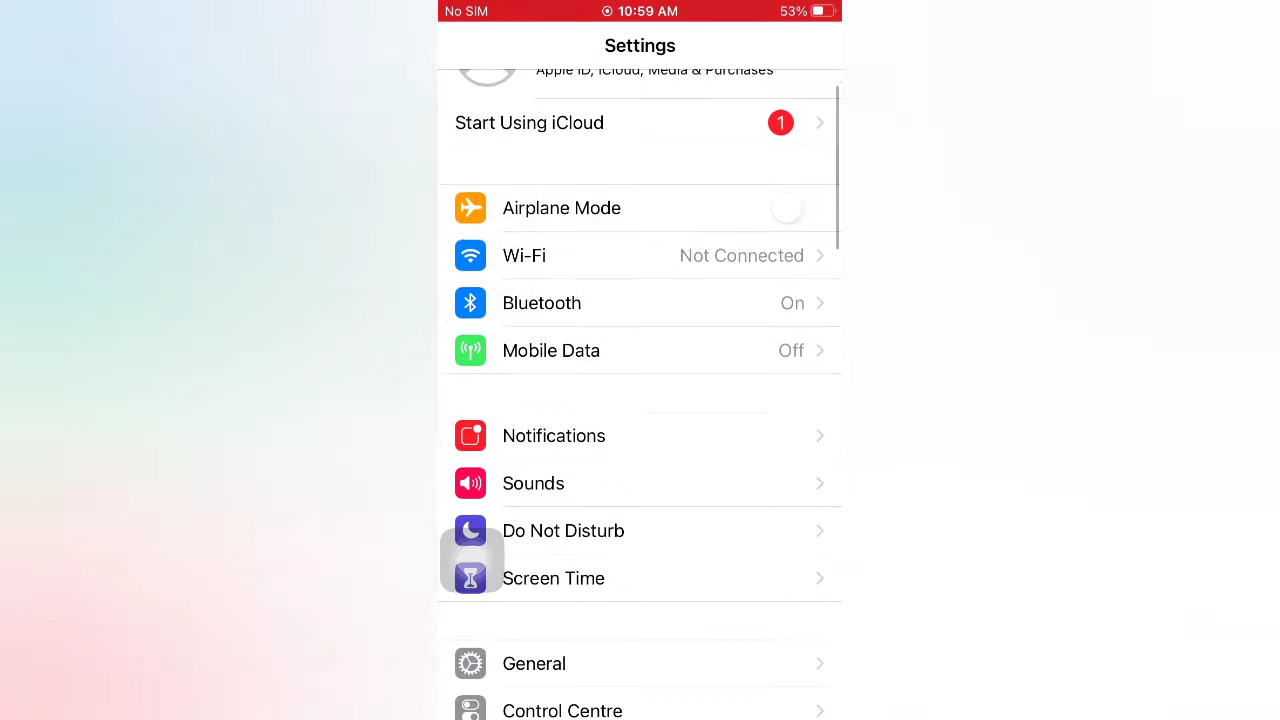 No SIM 10:59 AM 53%
Settings
Apple ID, iCloud, Media & Purchases
Start Using iCloud 1
Airplane Mode
Wi-Fi Not Connected
Bluetooth On
Mobile Data Off
Notifications
Sounds
Do Not Disturb
Screen Time
General
Control Centre